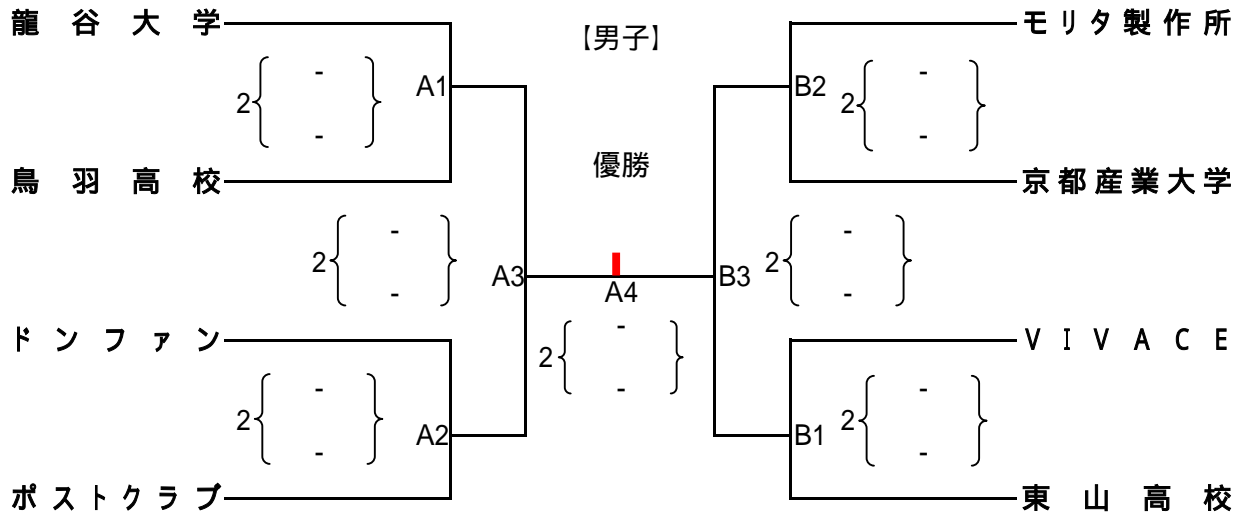 龍谷大学 【男子】 モリタ製作所
- -
2 A1 B2 2
- -
優勝
鳥羽高校 京都産業大学
- -
2 A3 B3 2
- A4 -
ドンファン - VIVACE
2
- - -
2 A2 B1 2
- -
ポストクラブ 東山高校